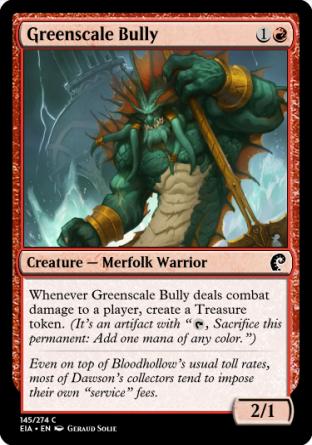 Greenscale Bully 1
Creature — Merfolk Warrior
Whenever Greenscale Bully deals combat
damage to a player, create a Treasure
token. (It's an artifact with “, Sacrifice this
permanent: Add one mana of any color.”)
Even on top of Bloodhollow's usual toll rates,
most of Dawson's collectors tend to impose
their own “service” fees.
2/1
145/274 C
EIA • EN Geraud Solie